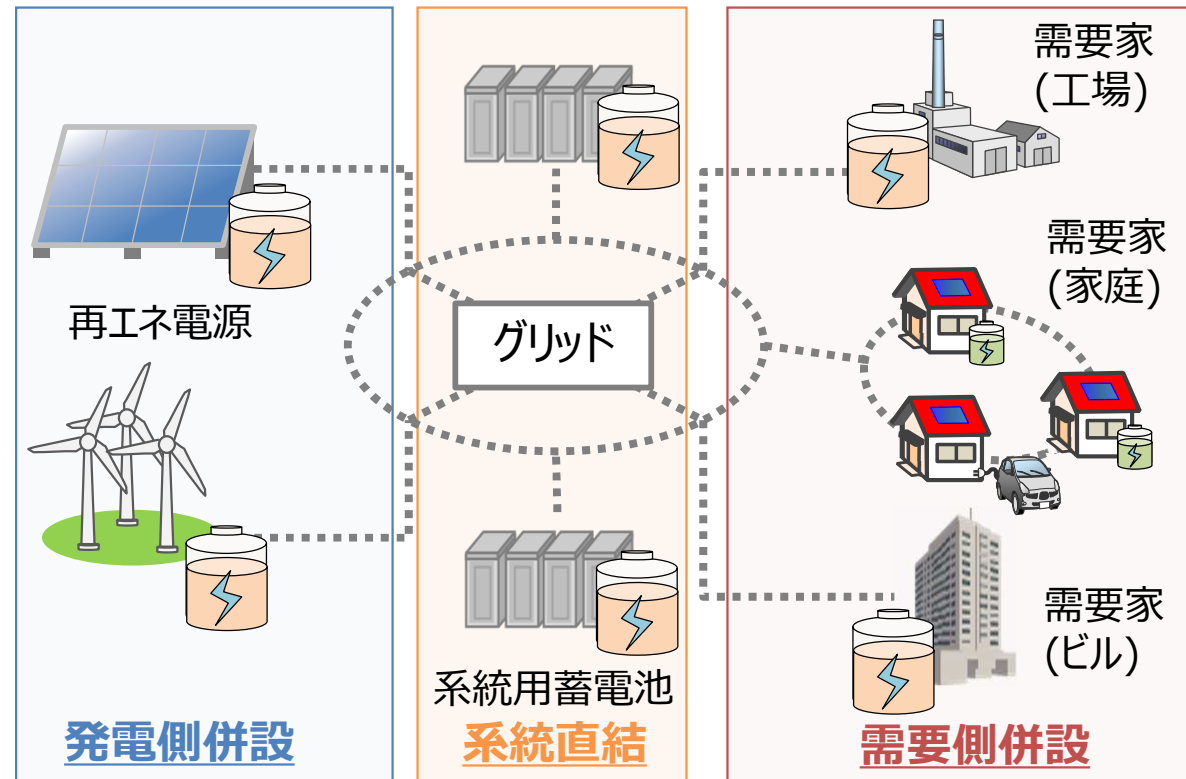 再エネ電源
発電側併設
グリッド
系統用蓄電池
系統直結
需要家
(工場)
需要家
(家庭)
需要家
(ビル)
需要側併設